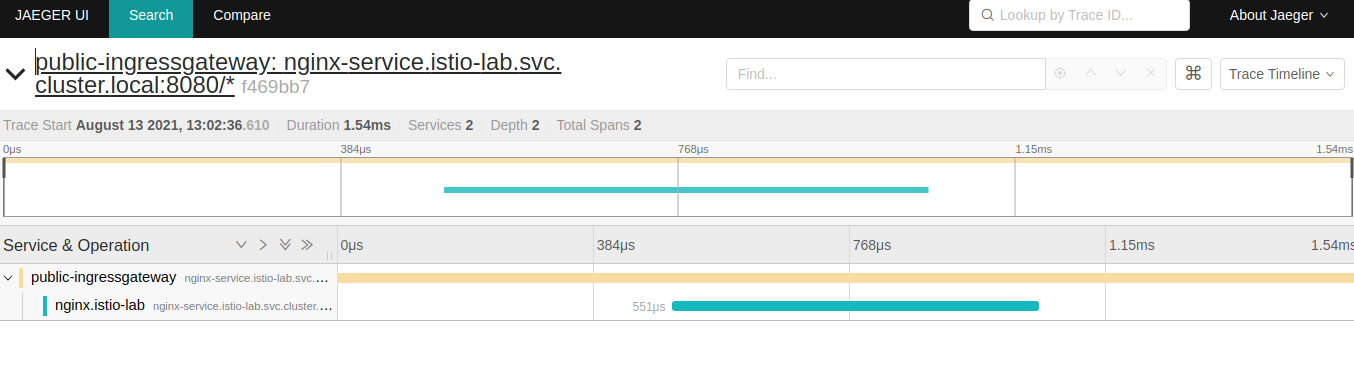 JAEGER UI Search Compare Lookup by Trace ID... About Jaeger
public-ingressgateway: nginx-service.istio-lab.svc.
cluster.local:8080/* f469bb7
Find... ⌘ Trace Timeline
Trace Start August 13 2021, 13:02:36.610 Duration 1.54ms Services 2 Depth 2 Total Spans 2
0μs 384μs 768μs 1.15ms 1.54ms
Service & Operation 0μs 384μs 768μs 1.15ms 1.54ms
public-ingressgateway nginx-service.istio-lab.svc....
nginx.istio-lab nginx-service.istio-lab.svc.cluster.... 551μs